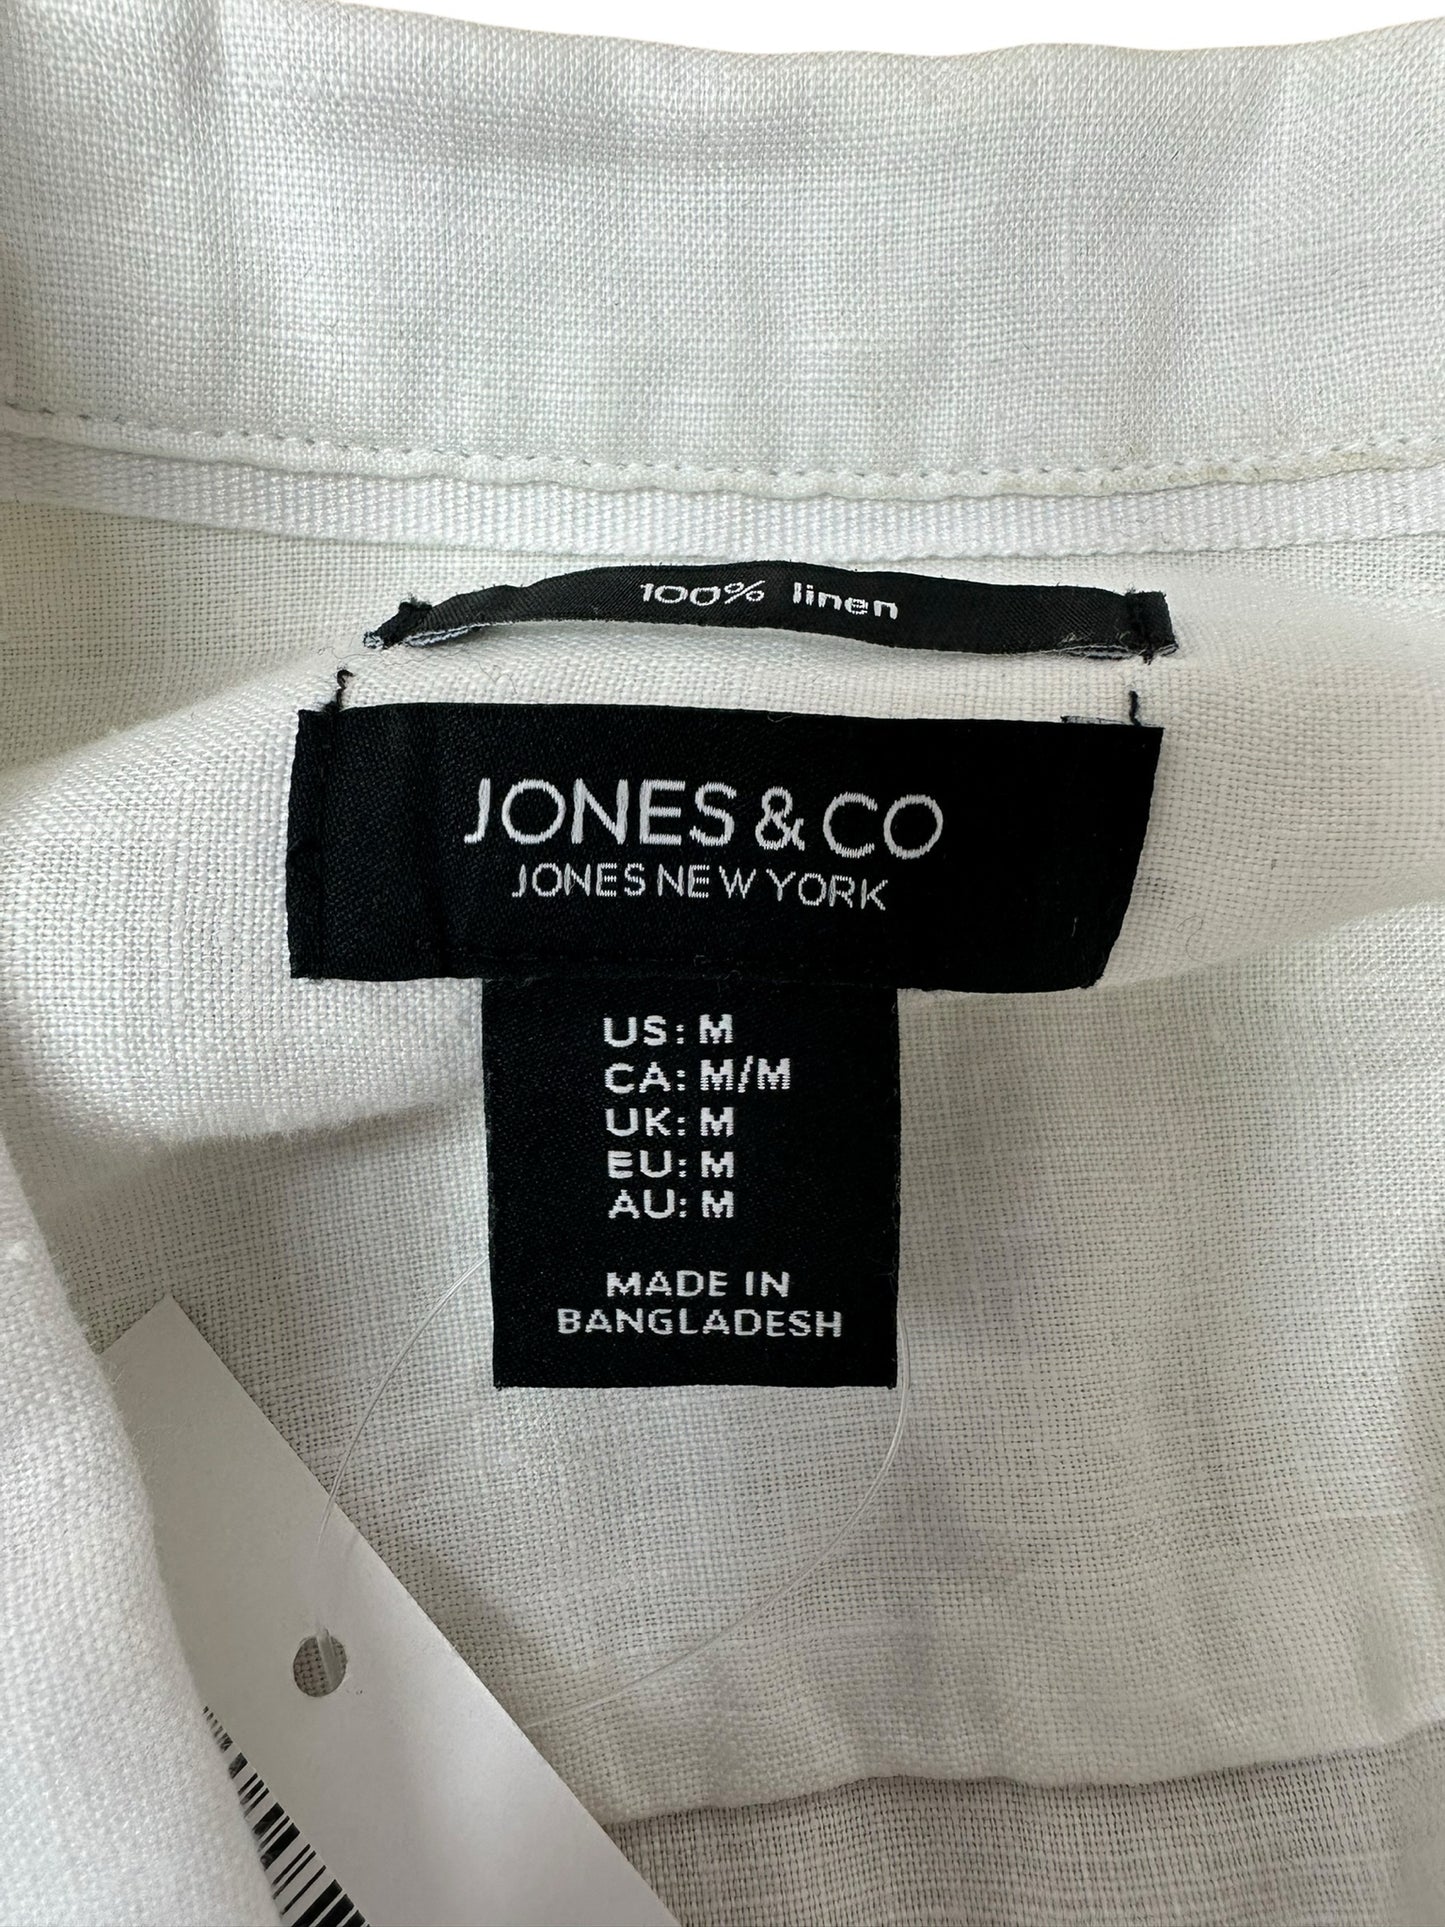 100% linen
JONES & CO
JONES NEW YORK
US: M
CA: M/M
UK: M
EU: M
AU: M
MADE IN
BANGLADESH